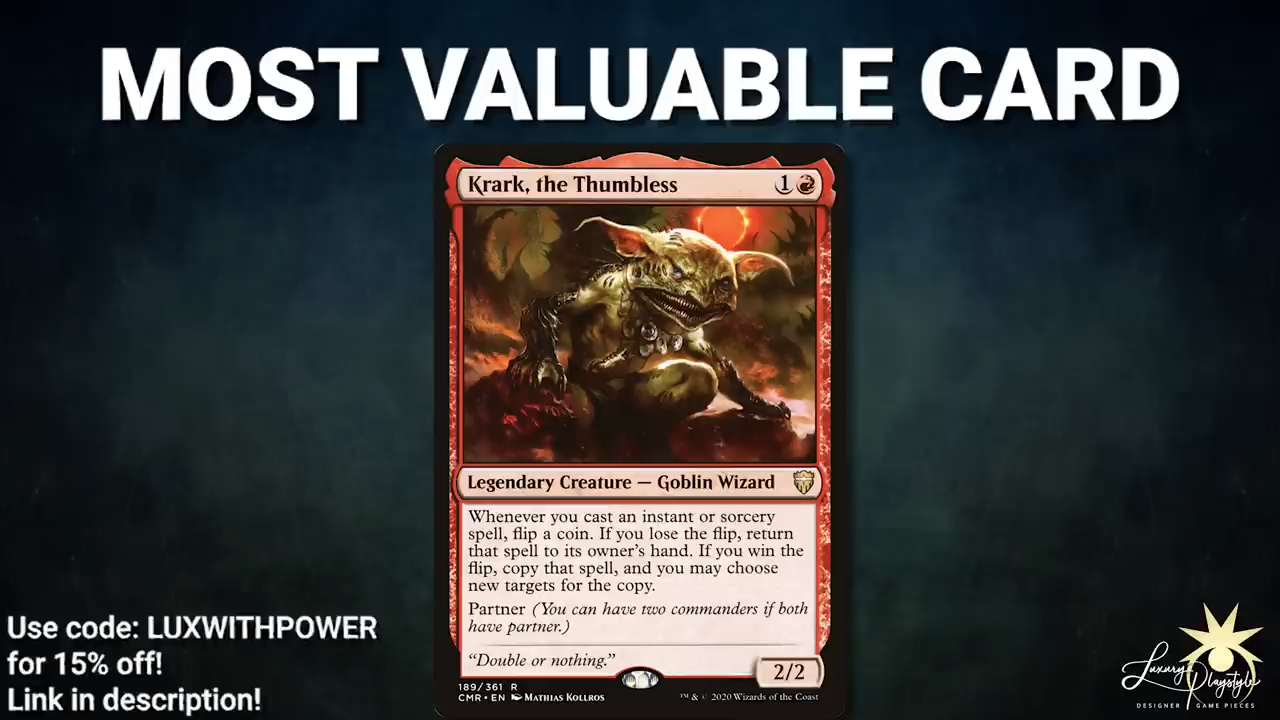 MOST VALUABLE CARD
Krark, the Thumbless
1
Legendary Creature — Goblin Wizard
Whenever you cast an instant or sorcery
spell, flip a coin. If you lose the flip, return
that spell to its owner's hand. If you win the
flip, copy that spell, and you may choose
new targets for the copy.
Partner (You can have two commanders if both
have partner.)
"Double or nothing."
2/2
189/361 R
CMR • EN Mathias Kollros
™ & © 2020 Wizards of the Coast
Use code: LUXWITHPOWER
for 15% off!
Link in description!
Luxury
Playstyle
DESIGNER GAME PIECES